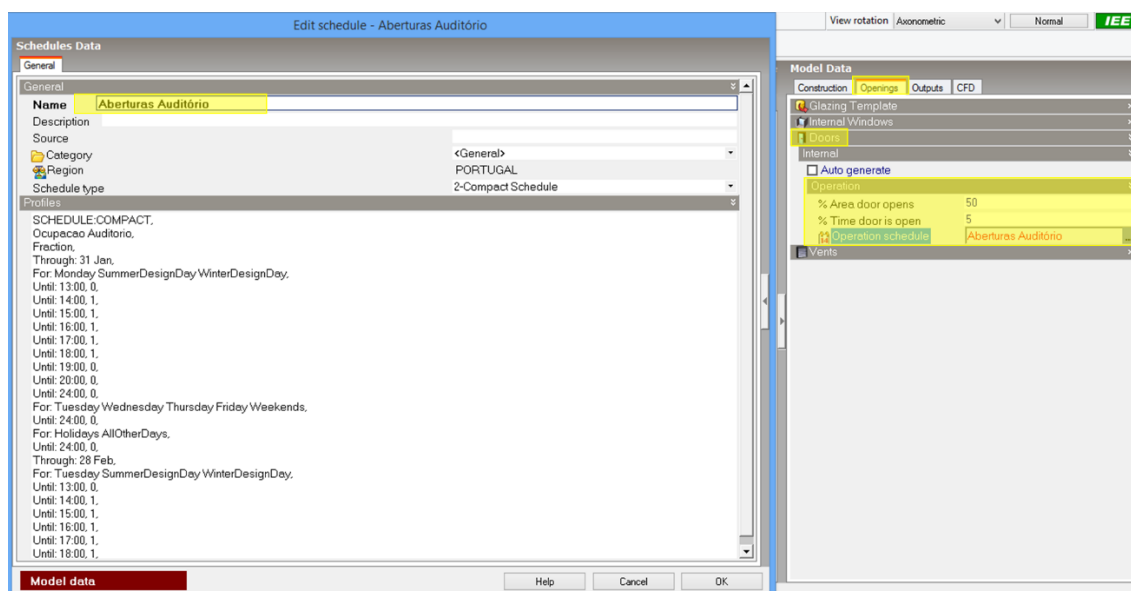 Edit schedule - Aberturas Auditório
Schedules Data
General
General
Name Aberturas Auditório
Description
Source
Category <General>
Region PORTUGAL
Schedule type 2-Compact Schedule
Profiles
SCHEDULE:COMPACT,
Ocupacao Auditorio,
Fraction,
Through: 31 Jan,
For: Monday SummerDesignDay WinterDesignDay,
Until: 13:00, 0,
Until: 14:00, 1,
Until: 15:00, 1,
Until: 16:00, 1,
Until: 17:00, 1,
Until: 18:00, 1,
Until: 19:00, 0,
Until: 20:00, 0,
Until: 24:00, 0,
For: Tuesday Wednesday Thursday Friday Weekends,
Until: 24:00, 0,
For: Holidays AllOtherDays,
Until: 24:00, 0,
Through: 28 Feb,
For: Tuesday SummerDesignDay WinterDesignDay,
Until: 13:00, 0,
Until: 14:00, 1,
Until: 15:00, 1,
Until: 16:00, 1,
Until: 17:00, 1,
Until: 18:00, 1,
Model data
Help Cancel OK
View rotation Axonometric Normal IEE
Model Data
Construction Openings Outputs CFD
Glazing Template
Internal Windows
Doors
Internal
Auto generate
Operation
% Area door opens 50
% Time door is open 5
Operation schedule Aberturas Auditório ...
Vents